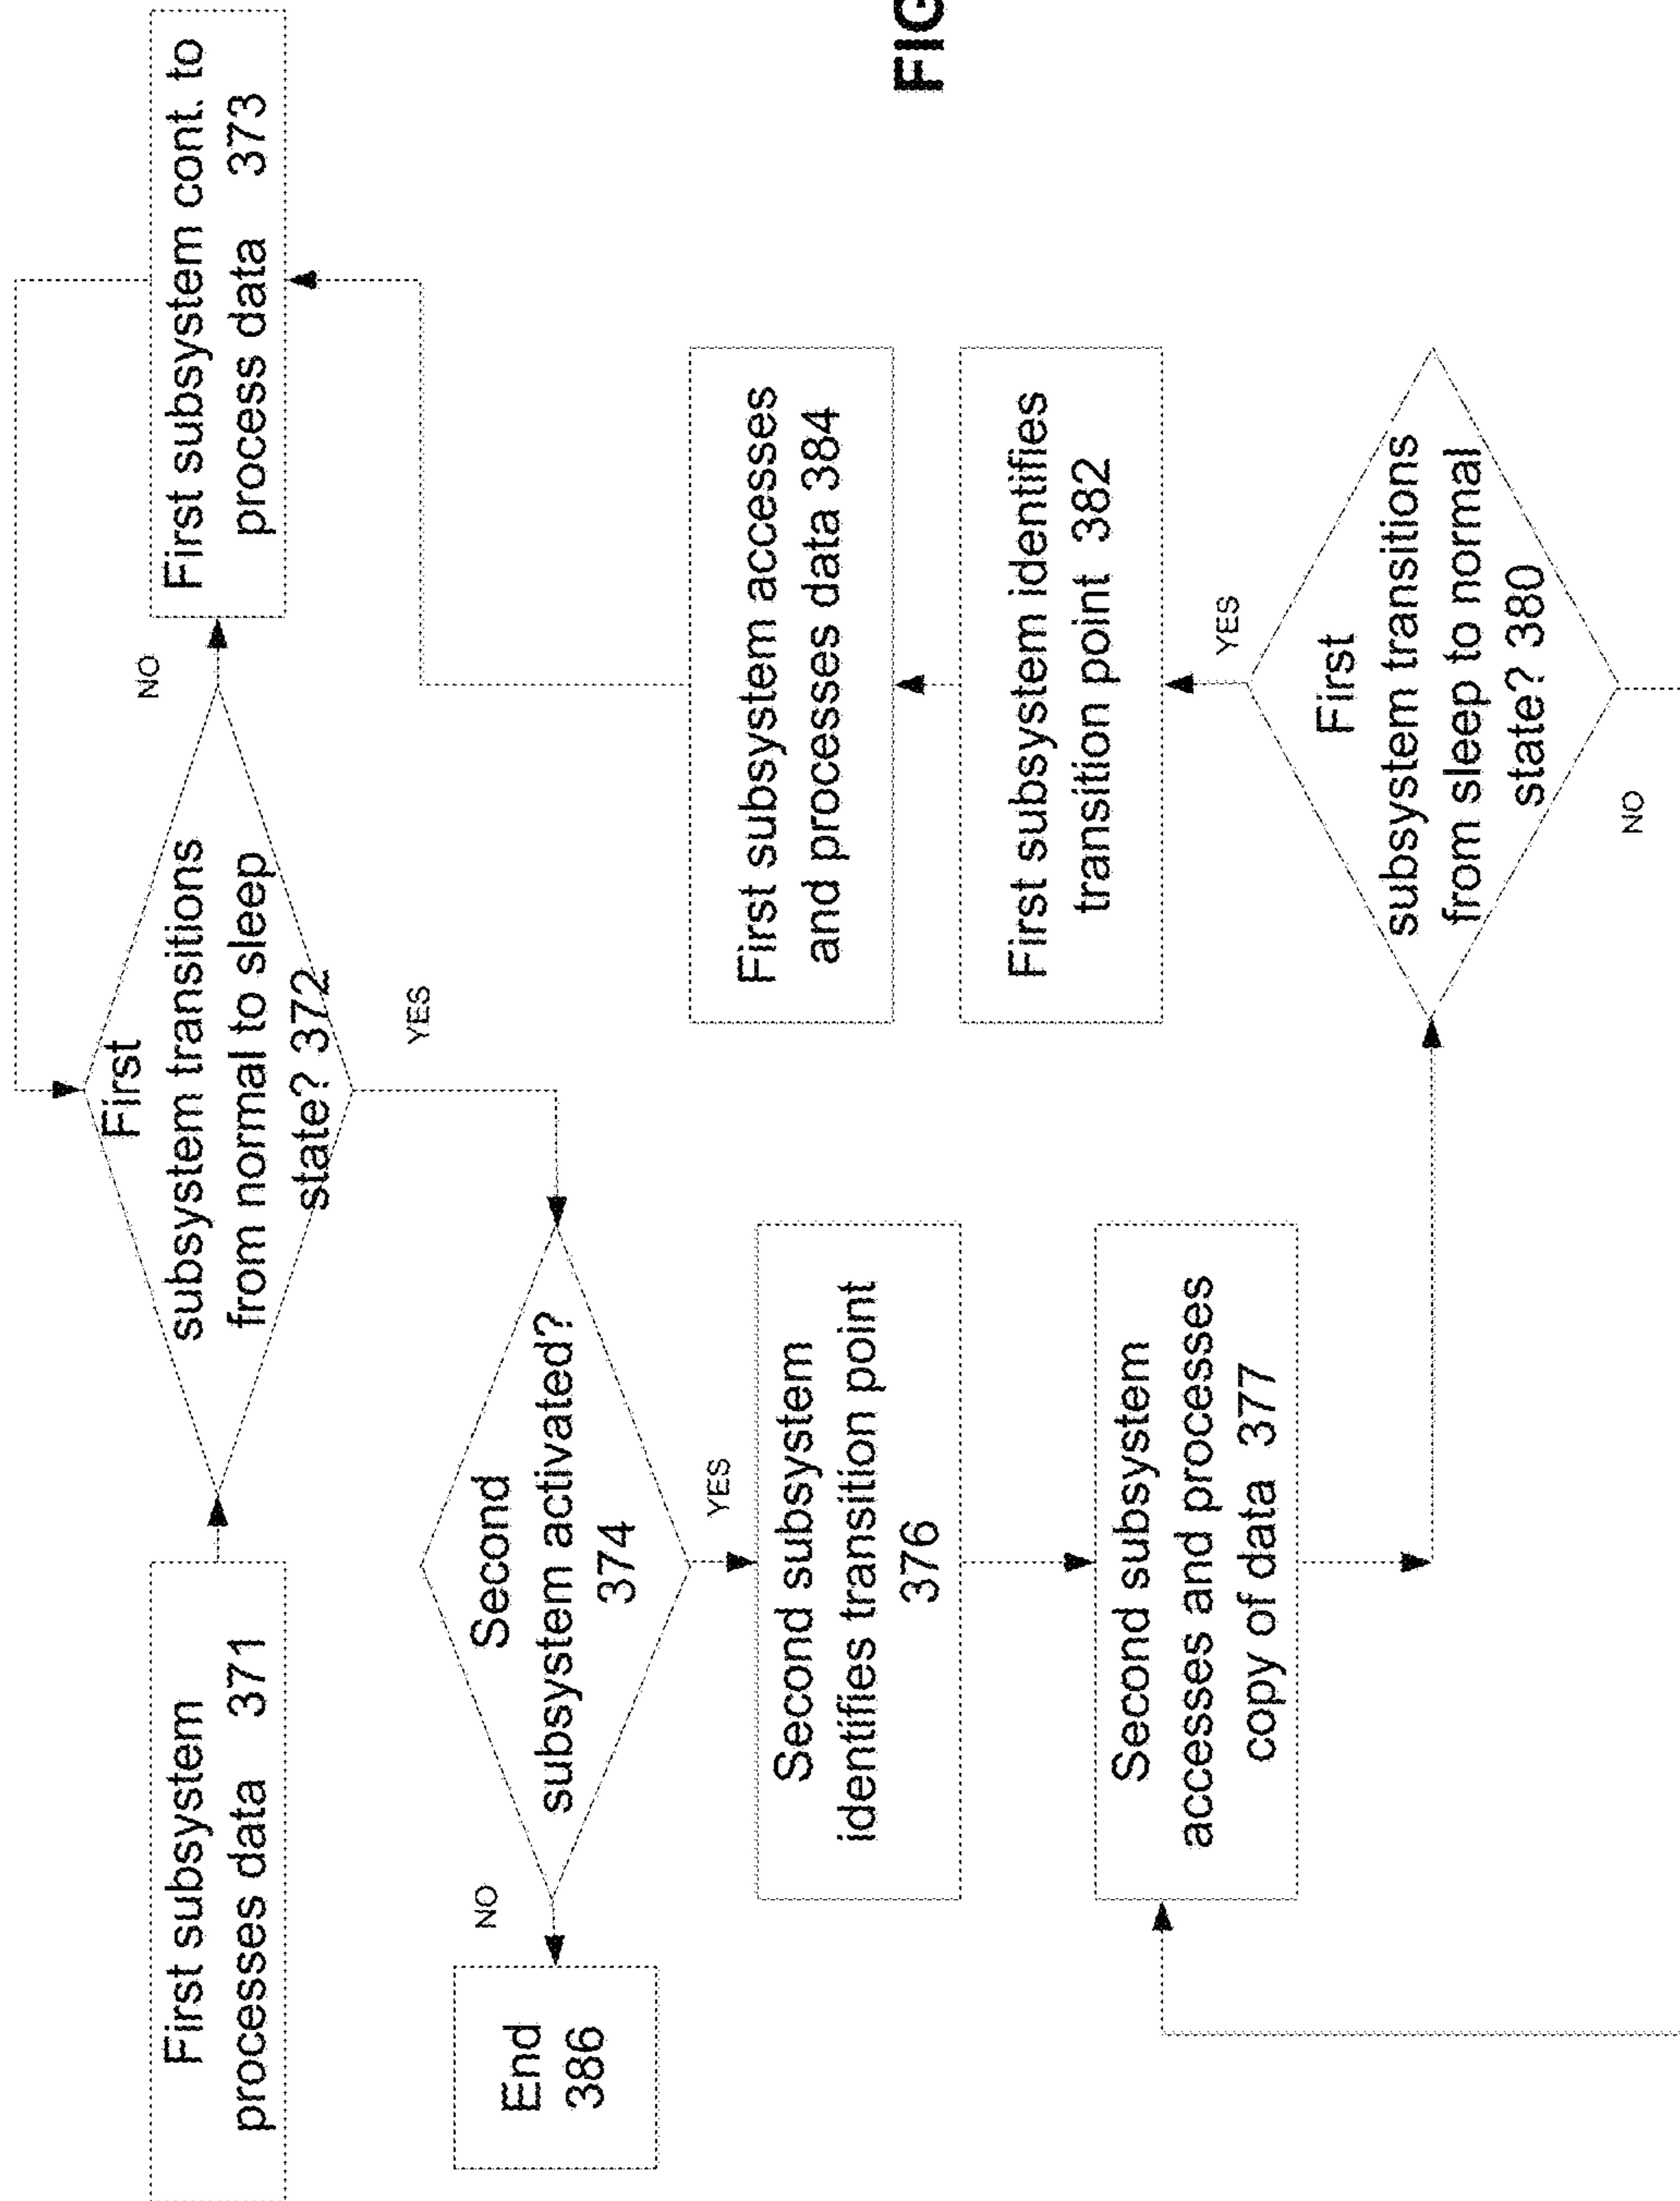 First subsystem
processes data 371
First
subsystem transitions
from normal to sleep
state? 372
NO
First subsystem cont. to
process data 373
YES
End
386
NO
Second
subsystem activated?
374
YES
Second subsystem
identifies transition point
376
Second subsystem
accesses and processes
copy of data 377
First subsystem accesses
and processes data 384
First subsystem identifies
transition point 382
YES
First
subsystem transitions
from sleep to normal
state? 380
NO
FIG